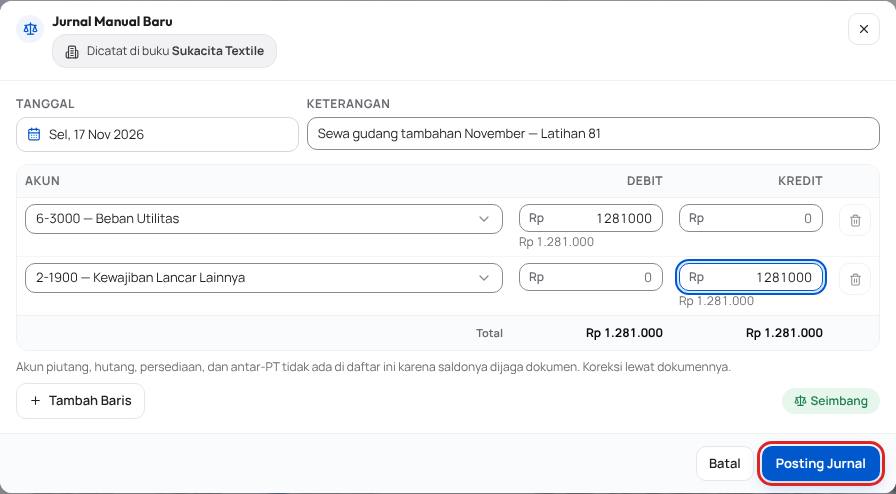 Jurnal Manual Baru
Dicatat di buku Sukacita Textile
TANGGAL
KETERANGAN
Sel, 17 Nov 2026
Sewa gudang tambahan November — Latihan 81
AKUN DEBIT KREDIT
6-3000 — Beban Utilitas Rp 1281000 Rp 0
Rp 1.281.000
2-1900 — Kewajiban Lancar Lainnya Rp 0 Rp 1281000
Rp 1.281.000
Total Rp 1.281.000 Rp 1.281.000
Akun piutang, hutang, persediaan, dan antar-PT tidak ada di daftar ini karena saldonya dijaga dokumen. Koreksi lewat dokumennya.
+ Tambah Baris
Seimbang
Batal
Posting Jurnal